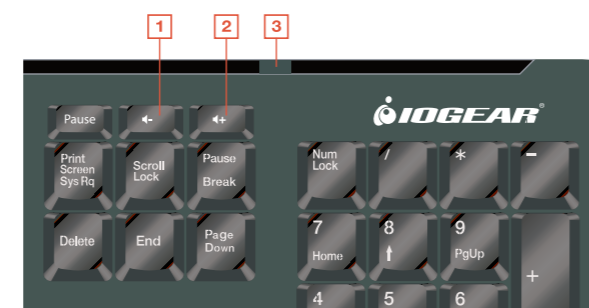 1
2
3
Pause
-
+
IOGEAR®
Print
Screen
Sys Rq
Scroll
Lock
Pause
Break
Num
Lock
/
*
-
Delete
End
Page
Down
7
Home
8
9
PgUp
+
4
5
6